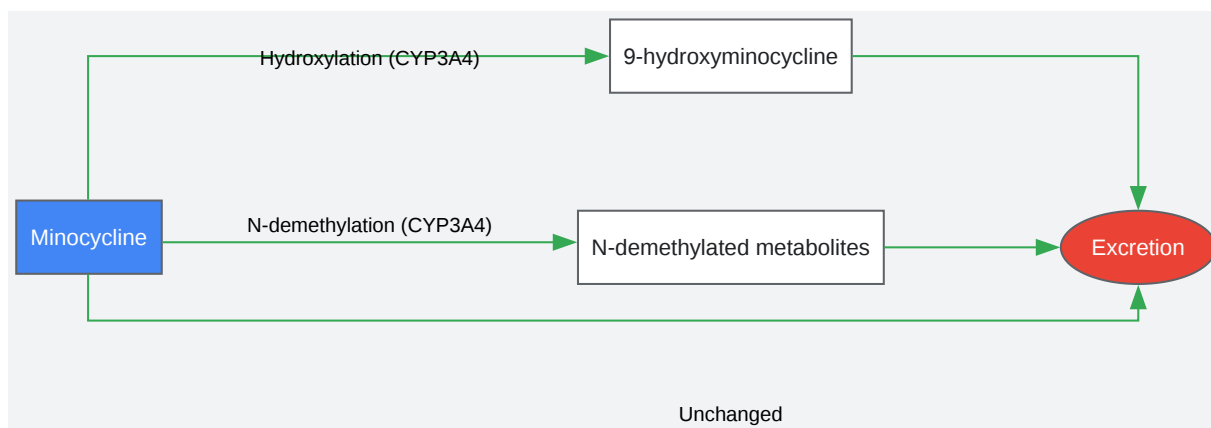 Hydroxylation (CYP3A4)
9-hydroxyminocycline
Minocycline
N-demethylation (CYP3A4)
N-demethylated metabolites
Excretion
Unchanged